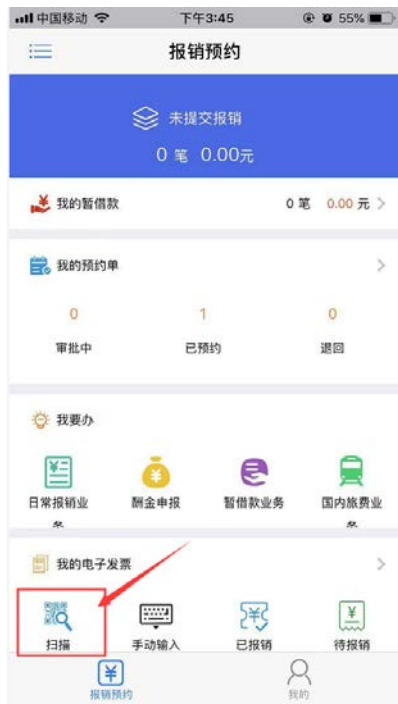 中国移动 下午3:45 55%
报销预约
未提交报销
0 笔 0.00元
我的暂借款 0 笔 0.00 元
我的预约单
0 1 0
审批中 已预约 退回
我要办
日常报销业务 酬金申报 暂借款业务 国内旅费业务
我的电子发票
扫描 手动输入 已报销 待报销
报销预约 我的